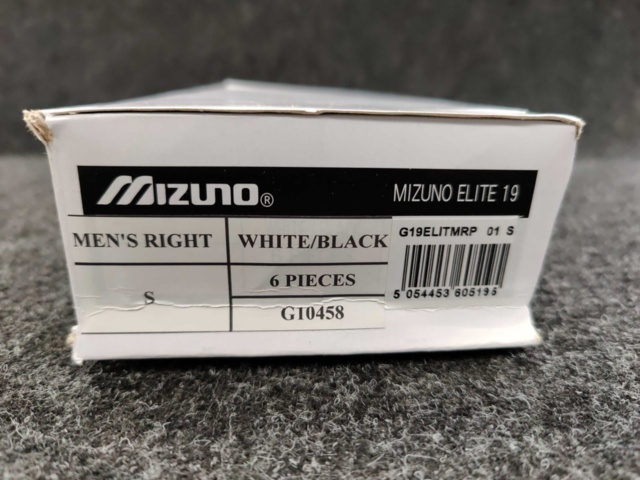 MIZUNO®
MIZUNO ELITE 19
MEN'S RIGHT
WHITE/BLACK
S
6 PIECES
G10458
G19ELITMRP 01 S
5 054453 605195